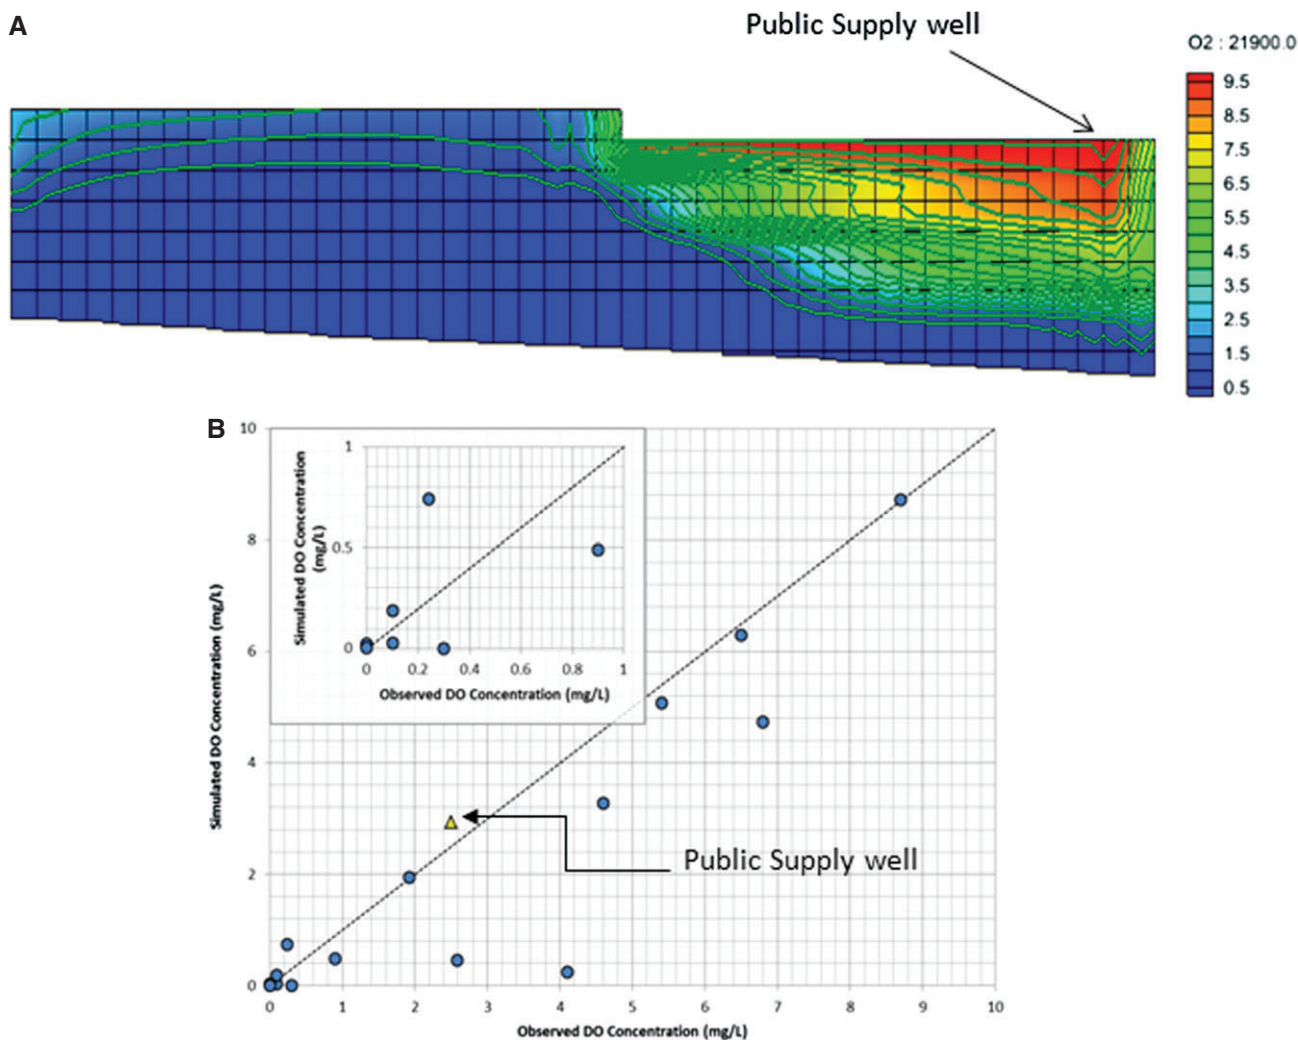 A
Public Supply well
O2 : 21900.0
9.5
8.5
7.5
6.5
5.5
4.5
3.5
2.5
1.5
0.5
B
10
8
6
4
2
0
Simulated DO Concentration (mg/L)
1
0.5
0
Simulated DO Concentration
(mg/L)
0 0.2 0.4 0.6 0.8 1
Observed DO Concentration (mg/L)
Public Supply well
0 1 2 3 4 5 6 7 8 9 10
Observed DO Concentration (mg/L)